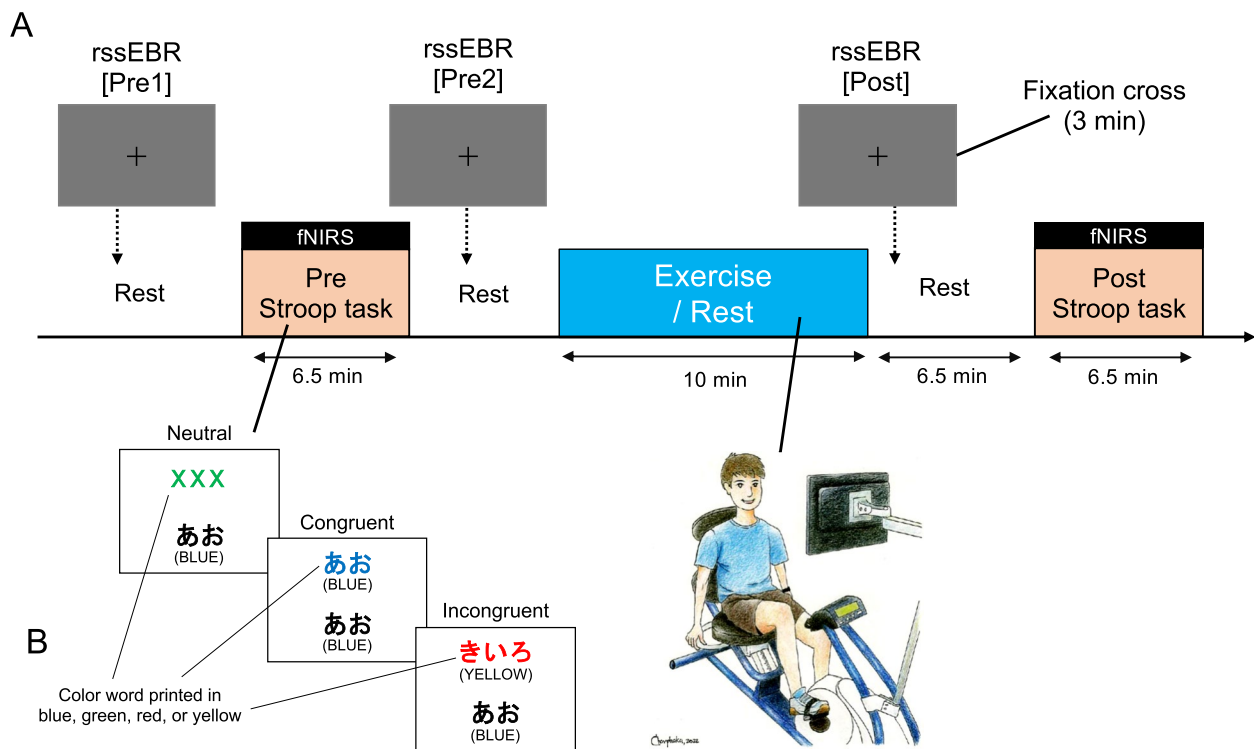 A
rssEBR
[Pre1]
rssEBR
[Pre2]
rssEBR
[Post]
Fixation cross
(3 min)
Rest
fNIRS
Pre
Stroop task
Rest
Exercise
/ Rest
Rest
fNIRS
Post
Stroop task
6.5 min
10 min
6.5 min
6.5 min
Neutral
XXX
あお
(BLUE)
Congruent
あお
(BLUE)
あお
(BLUE)
Incongruent
きいろ
(YELLOW)
あお
(BLUE)
B
Color word printed in
blue, green, red, or yellow